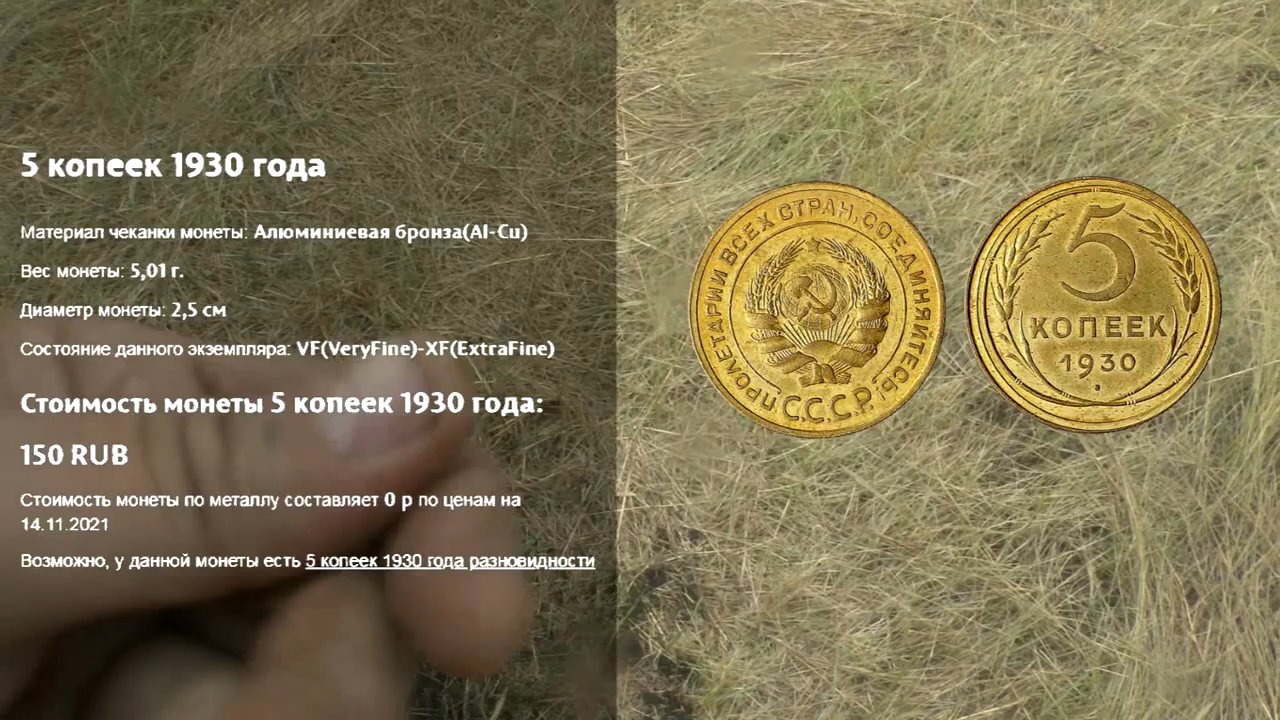 5 копеек 1930 года
Материал чеканки монеты: Алюминиевая бронза(Al-Cu)
Вес монеты: 5,01 г.
Диаметр монеты: 2,5 см
Состояние данного экземпляра: VF(VeryFine)-XF(ExtraFine)
Стоимость монеты 5 копеек 1930 года:
150 RUB
Стоимость монеты по металлу составляет 0 р по ценам на
14.11.2021
Возможно, у данной монеты есть 5 копеек 1930 года разновидности
ПРОЛЕТАРИИ ВСЕХ СТРАН, СОЕДИНЯЙТЕСЬ!
С.С.С.Р.
5
КОПЕЕК
1930